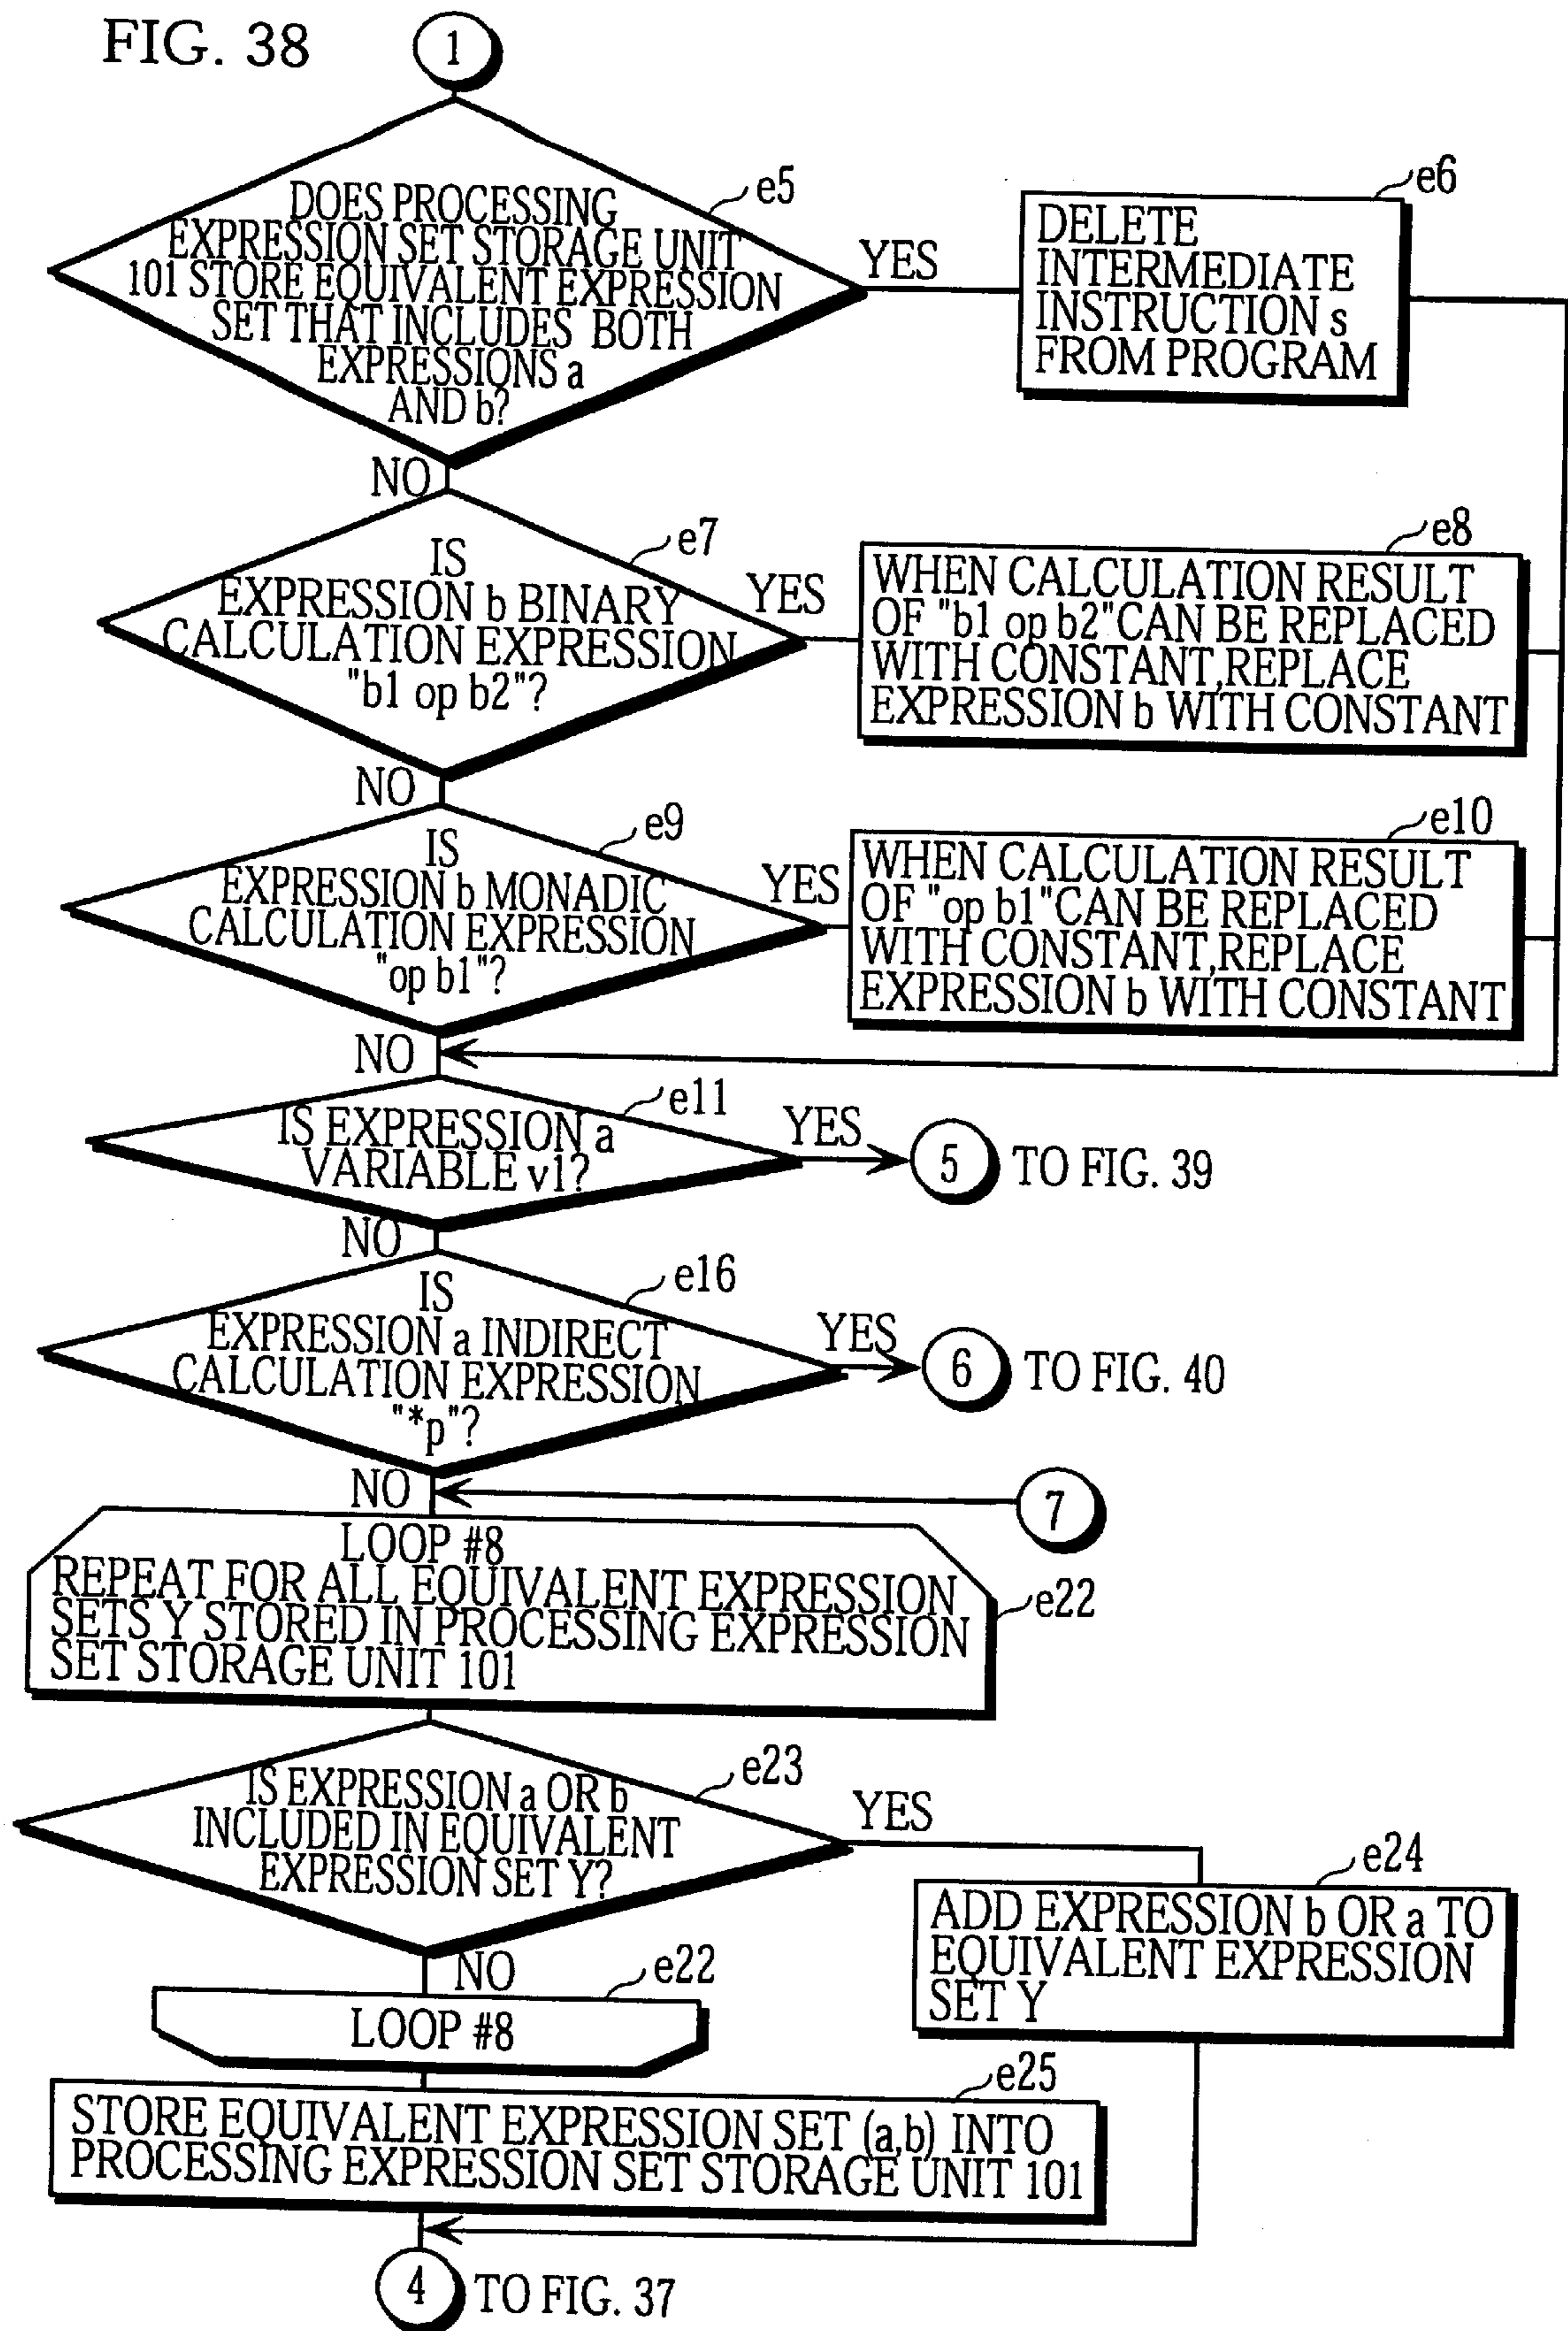 FIG. 38
1
DOES PROCESSING
EXPRESSION SET STORAGE UNIT
101 STORE EQUIVALENT EXPRESSION
SET THAT INCLUDES BOTH
EXPRESSIONS a
AND b?
e5
YES
e6
DELETE
INTERMEDIATE
INSTRUCTION s
FROM PROGRAM
NO
IS
EXPRESSION b BINARY
CALCULATION EXPRESSION
"b1 op b2"?
e7
YES
e8
WHEN CALCULATION RESULT
OF "b1 op b2" CAN BE REPLACED
WITH CONSTANT, REPLACE
EXPRESSION b WITH CONSTANT
NO
IS
EXPRESSION b MONADIC
CALCULATION EXPRESSION
"op b1"?
e9
YES
e10
WHEN CALCULATION RESULT
OF "op b1" CAN BE REPLACED
WITH CONSTANT, REPLACE
EXPRESSION b WITH CONSTANT
NO
IS EXPRESSION a
VARIABLE v1?
e11
YES
5 TO FIG. 39
NO
IS
EXPRESSION a INDIRECT
CALCULATION EXPRESSION
"*p"?
e16
YES
6 TO FIG. 40
NO
7
LOOP #8
REPEAT FOR ALL EQUIVALENT EXPRESSION
SETS Y STORED IN PROCESSING EXPRESSION
SET STORAGE UNIT 101
e22
IS EXPRESSION a OR b
INCLUDED IN EQUIVALENT
EXPRESSION SET Y?
e23
YES
e24
ADD EXPRESSION b OR a TO
EQUIVALENT EXPRESSION
SET Y
NO
e22
LOOP #8
e25
STORE EQUIVALENT EXPRESSION SET (a,b) INTO
PROCESSING EXPRESSION SET STORAGE UNIT 101
4 TO FIG. 37